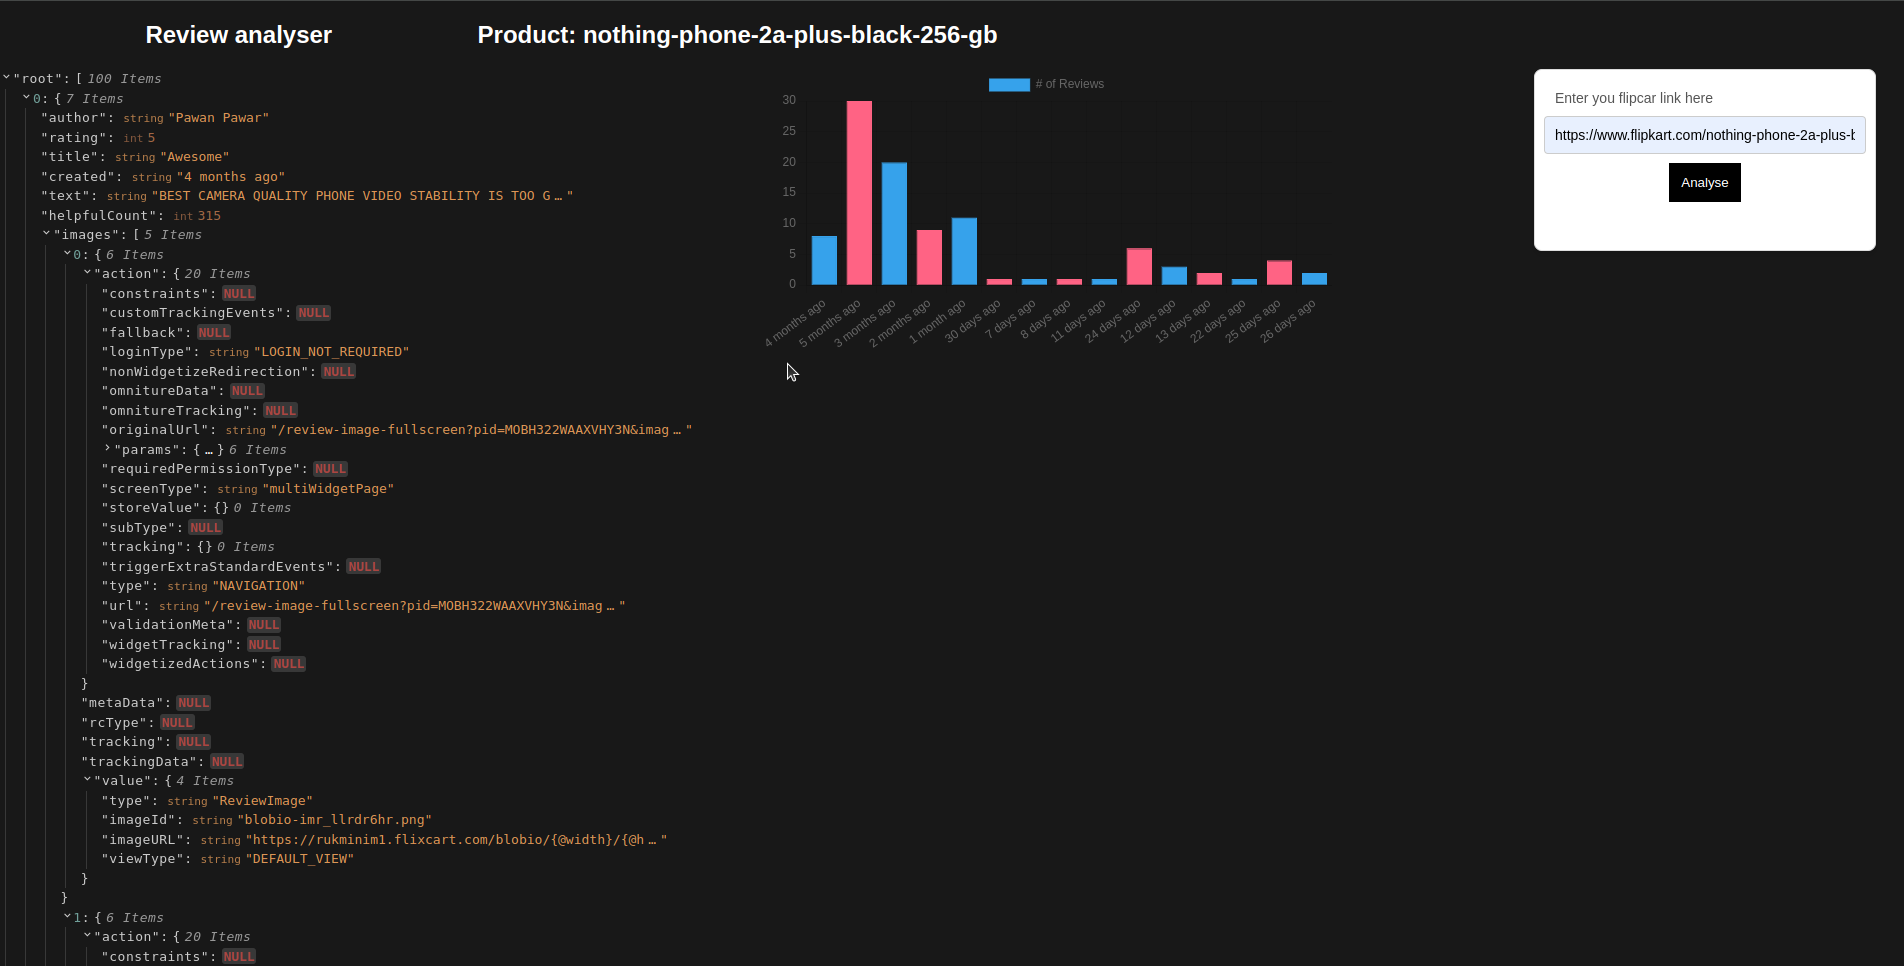 Review analyser
Product: nothing-phone-2a-plus-black-256-gb
"root": [ 100 Items
0: { 7 Items
"author": string "Pawan Pawar"
"rating": int 5
"title": string "Awesome"
"created": string "4 months ago"
"text": string "BEST CAMERA QUALITY PHONE VIDEO STABILITY IS TOO G … "
"helpfulCount": int 315
"images": [ 5 Items
0: { 6 Items
"action": { 20 Items
"constraints": NULL
"customTrackingEvents": NULL
"fallback": NULL
"loginType": string "LOGIN_NOT_REQUIRED"
"nonWidgetizeRedirection": NULL
"omnitureData": NULL
"omnitureTracking": NULL
"originalUrl": string "/review-image-fullscreen?pid=MOBH322WAAXVHY3N&imag … "
"params": { … } 6 Items
"requiredPermissionType": NULL
"screenType": string "multiWidgetPage"
"storeValue": {} 0 Items
"subType": NULL
"tracking": {} 0 Items
"triggerExtraStandardEvents": NULL
"type": string "NAVIGATION"
"url": string "/review-image-fullscreen?pid=MOBH322WAAXVHY3N&imag … "
"validationMeta": NULL
"widgetTracking": NULL
"widgetizedActions": NULL
}
"metaData": NULL
"rcType": NULL
"tracking": NULL
"trackingData": NULL
"value": { 4 Items
"type": string "ReviewImage"
"imageId": string "blobio-imr_llrdr6hr.png"
"imageURL": string "https://rukminim1.flixcart.com/blobio/{@width}/{@h … "
"viewType": string "DEFAULT_VIEW"
}
}
1: { 6 Items
"action": { 20 Items
"constraints": NULL
# of Reviews
30
25
20
15
10
5
0
4 months ago
5 months ago
3 months ago
2 months ago
1 month ago
30 days ago
7 days ago
8 days ago
11 days ago
24 days ago
12 days ago
13 days ago
22 days ago
25 days ago
26 days ago
Enter you flipcar link here
https://www.flipkart.com/nothing-phone-2a-plus-b
Analyse